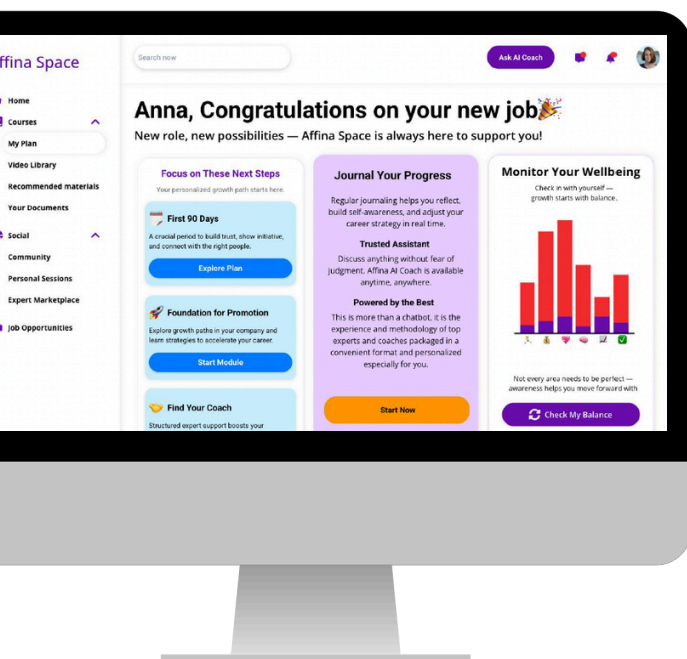 ffina Space
Search now
Ask AI Coach
Home
Courses
My Plan
Video Library
Recommended materials
Your Documents
Social
Community
Personal Sessions
Expert Marketplace
Job Opportunities
Anna, Congratulations on your new job🎉
New role, new possibilities — Affina Space is always here to support you!
Focus on These Next Steps
Your personalized growth path starts here
First 90 Days
A crucial period to build trust, show initiative,
and connect with the right people.
Explore Plan
Foundation for Promotion
Explore growth paths in your company and
learn strategies to accelerate your career.
Start Module
Find Your Coach
Structured expert support boosts your
Journal Your Progress
Regular journaling helps you reflect,
build self-awareness, and adjust your
career strategy in real time.
Trusted Assistant
Discuss anything without fear of
judgment. Affina AI Coach is available
anytime, anywhere.
Powered by the Best
This is more than a chatbot, it is the
experience and methodology of top
experts and coaches packaged in a
convenient format and personalized
especially for you.
Start Now
Monitor Your Wellbeing
Check in with yourself —
growth starts with balance.
Not every area needs to be perfect —
awareness helps you move forward with
Check My Balance